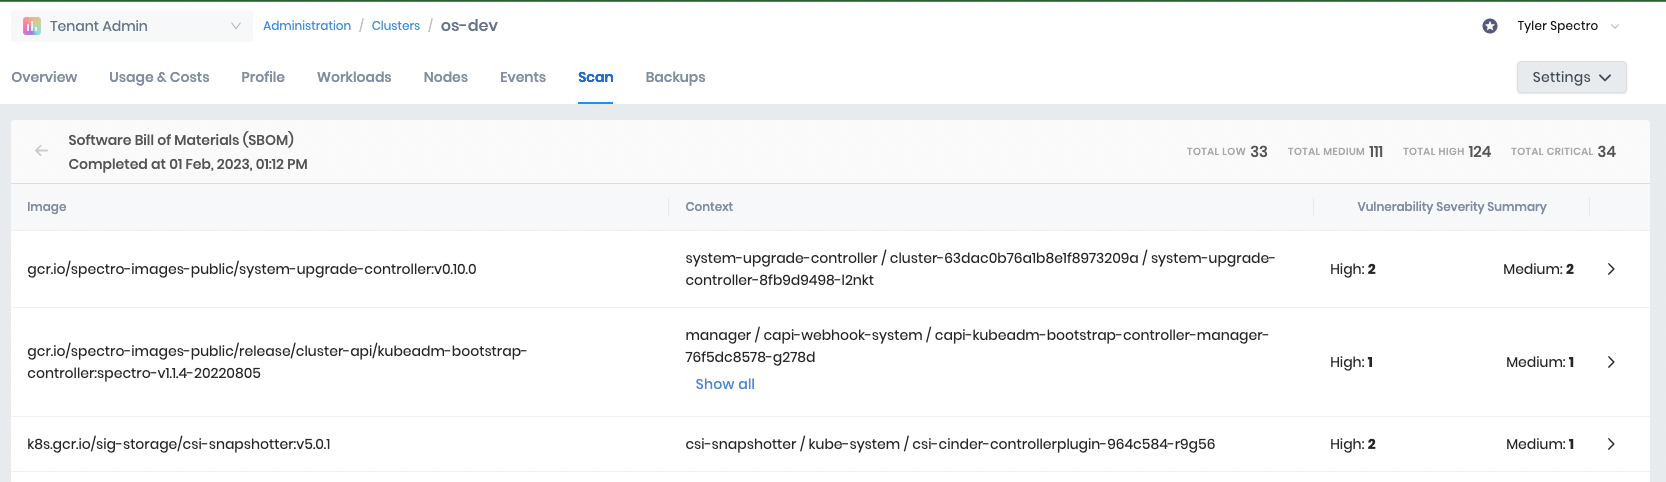 Tenant Admin Administration / Clusters / os-dev Tyler Spectro
Overview Usage & Costs Profile Workloads Nodes Events Scan Backups Settings
Software Bill of Materials (SBOM)
Completed at 01 Feb, 2023, 01:12 PM
TOTAL LOW 33 TOTAL MEDIUM 111 TOTAL HIGH 124 TOTAL CRITICAL 34
Image Context Vulnerability Severity Summary
gcr.io/spectro-images-public/system-upgrade-controller:v0.10.0
system-upgrade-controller / cluster-63dac0b76a1b8e1f8973209a / system-upgrade-
controller-8fb9d9498-l2nkt
High: 2 Medium: 2
gcr.io/spectro-images-public/release/cluster-api/kubeadm-bootstrap-
controller:spectro-v1.1.4-20220805
manager / capi-webhook-system / capi-kubeadm-bootstrap-controller-manager-
76f5dc8578-g278d
Show all
High: 1 Medium: 1
k8s.gcr.io/sig-storage/csi-snapshotter:v5.0.1
csi-snapshotter / kube-system / csi-cinder-controllerplugin-964c584-r9g56
High: 2 Medium: 1